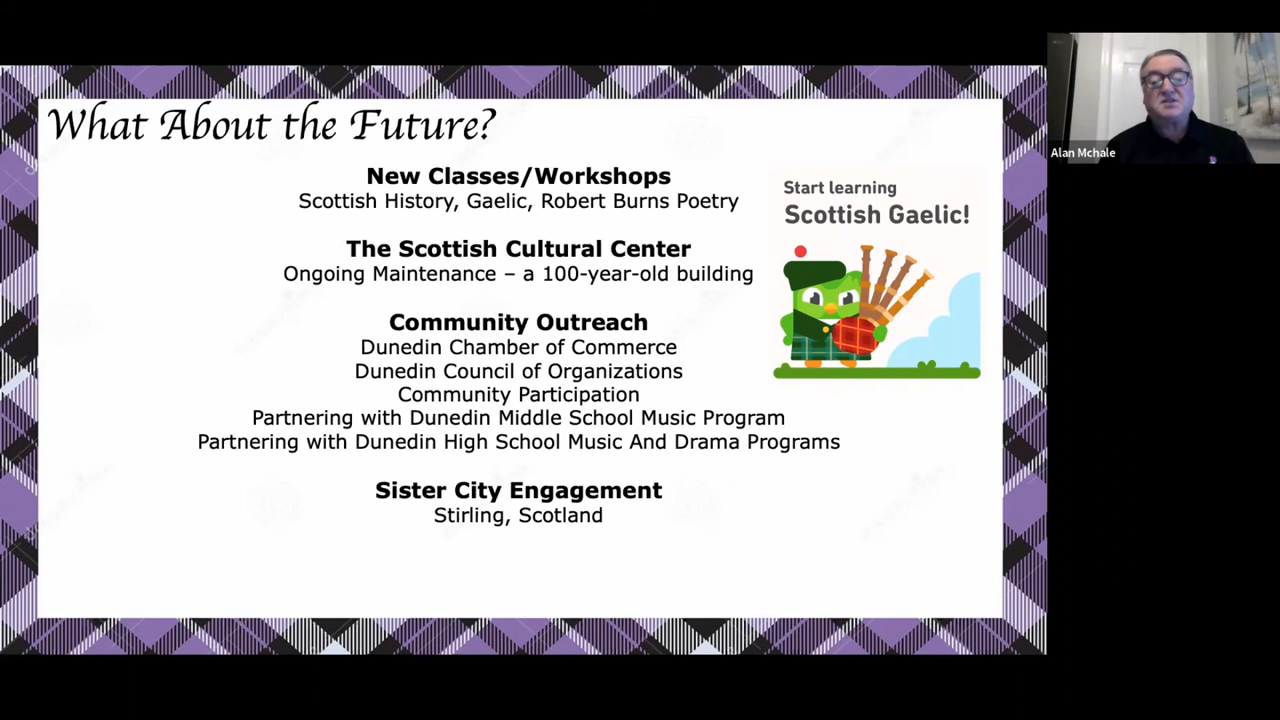 What About the Future?
New Classes/Workshops
Scottish History, Gaelic, Robert Burns Poetry
The Scottish Cultural Center
Ongoing Maintenance – a 100-year-old building
Community Outreach
Dunedin Chamber of Commerce
Dunedin Council of Organizations
Community Participation
Partnering with Dunedin Middle School Music Program
Partnering with Dunedin High School Music And Drama Programs
Sister City Engagement
Stirling, Scotland
Start learning
Scottish Gaelic!
Alan Mchale